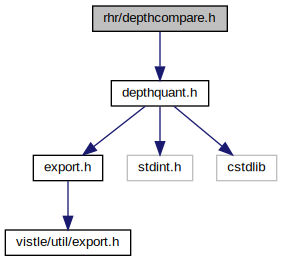 rhr/depthcompare.h
depthquant.h
export.h
stdint.h
cstdlib
vistle/util/export.h